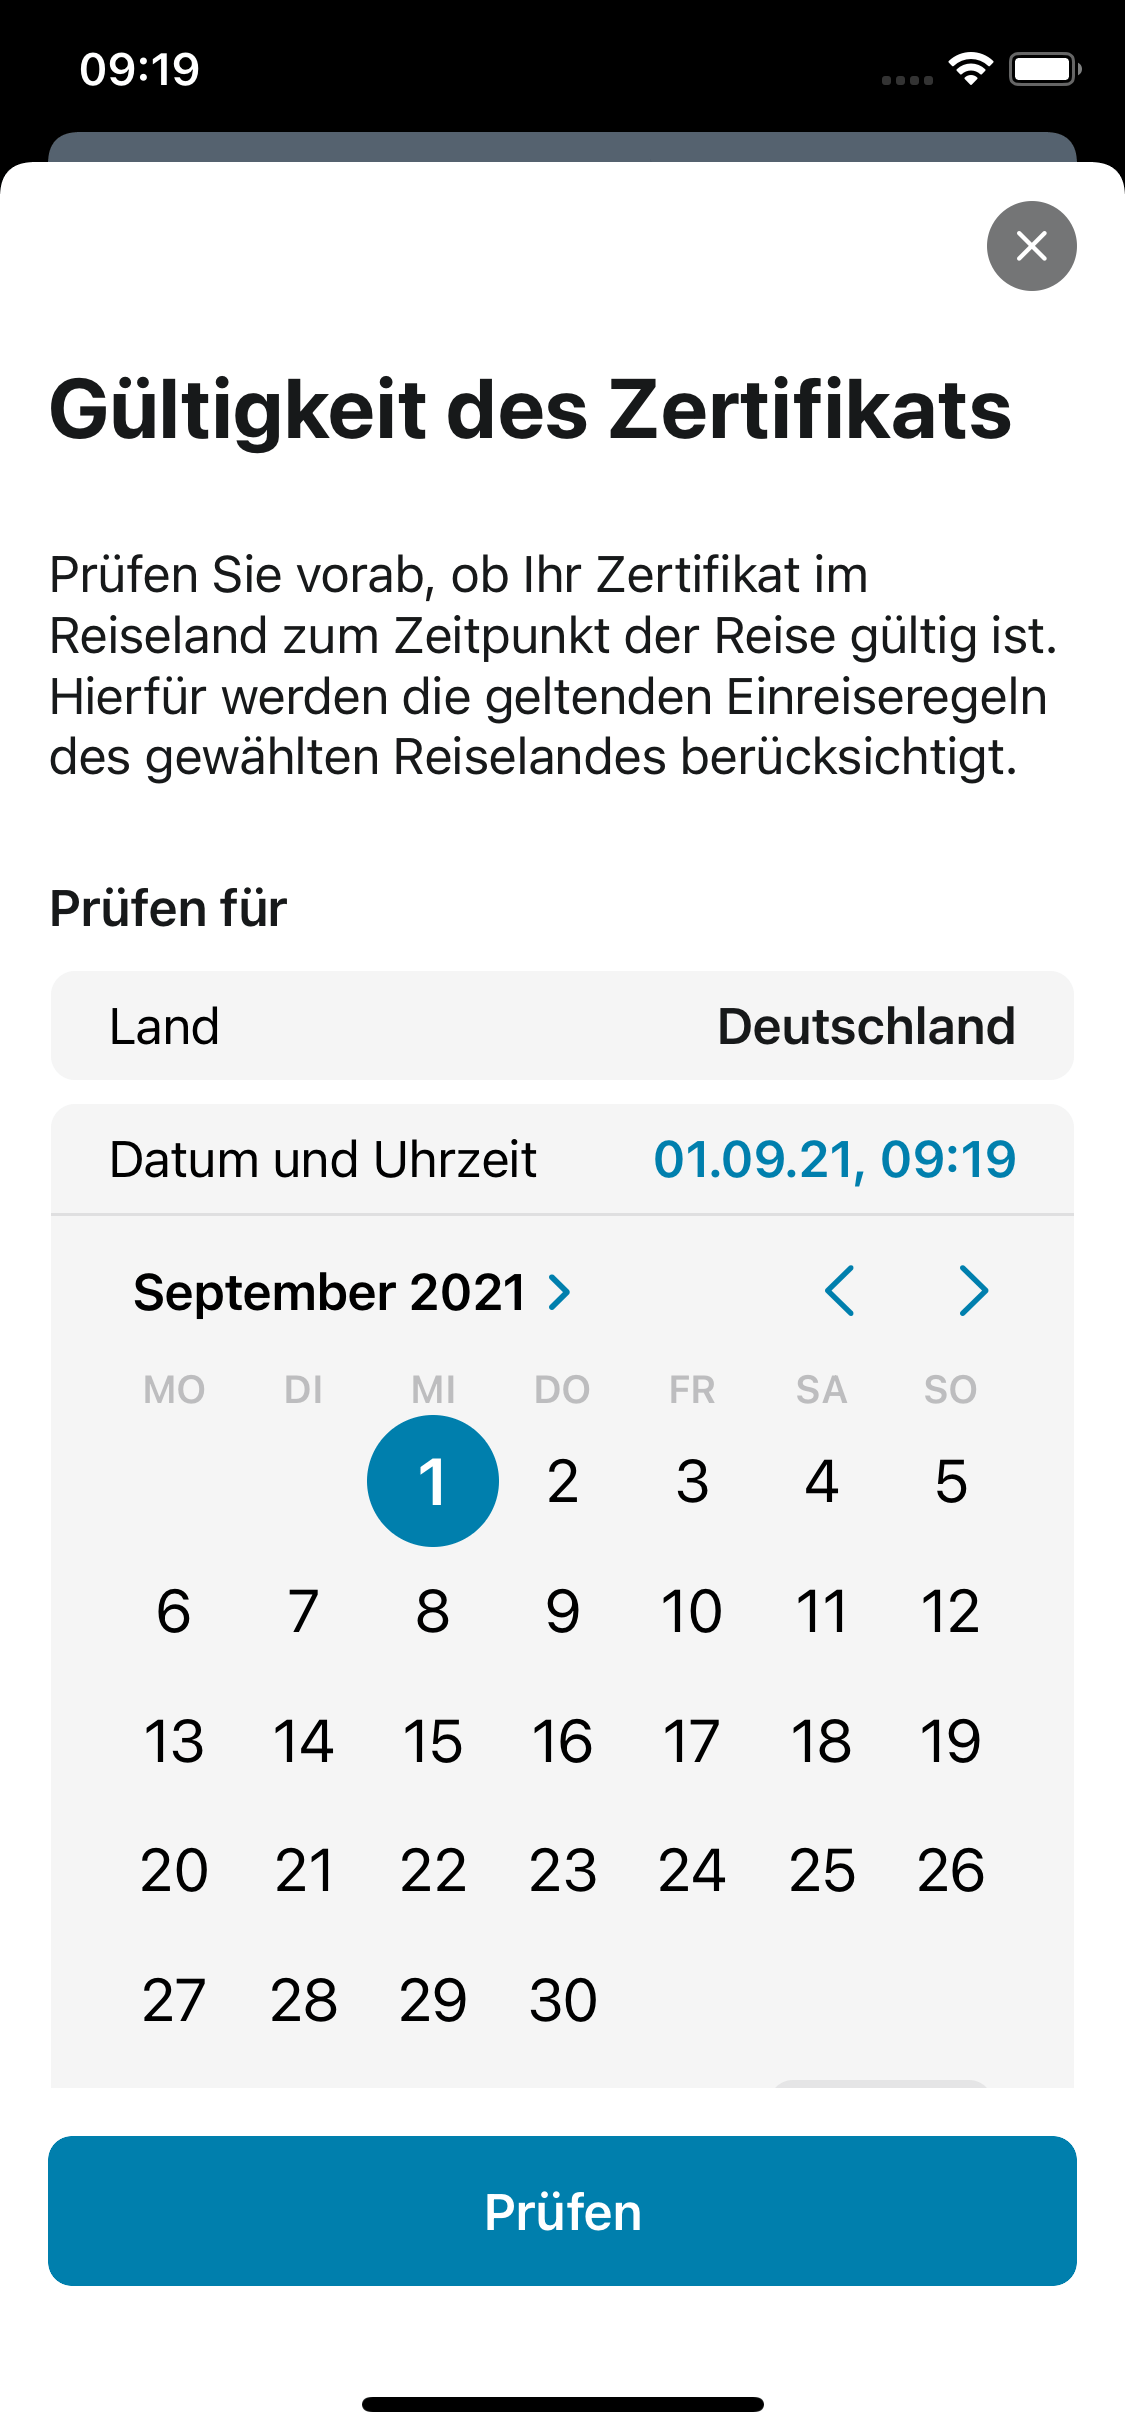 09:19
Gültigkeit des Zertifikats
Prüfen Sie vorab, ob Ihr Zertifikat im
Reiseland zum Zeitpunkt der Reise gültig ist.
Hierfür werden die geltenden Einreiseregeln
des gewählten Reiselandes berücksichtigt.
Prüfen für
Land Deutschland
Datum und Uhrzeit 01.09.21, 09:19
September 2021
MO DI MI DO FR SA SO
1 2 3 4 5
6 7 8 9 10 11 12
13 14 15 16 17 18 19
20 21 22 23 24 25 26
27 28 29 30
Prüfen